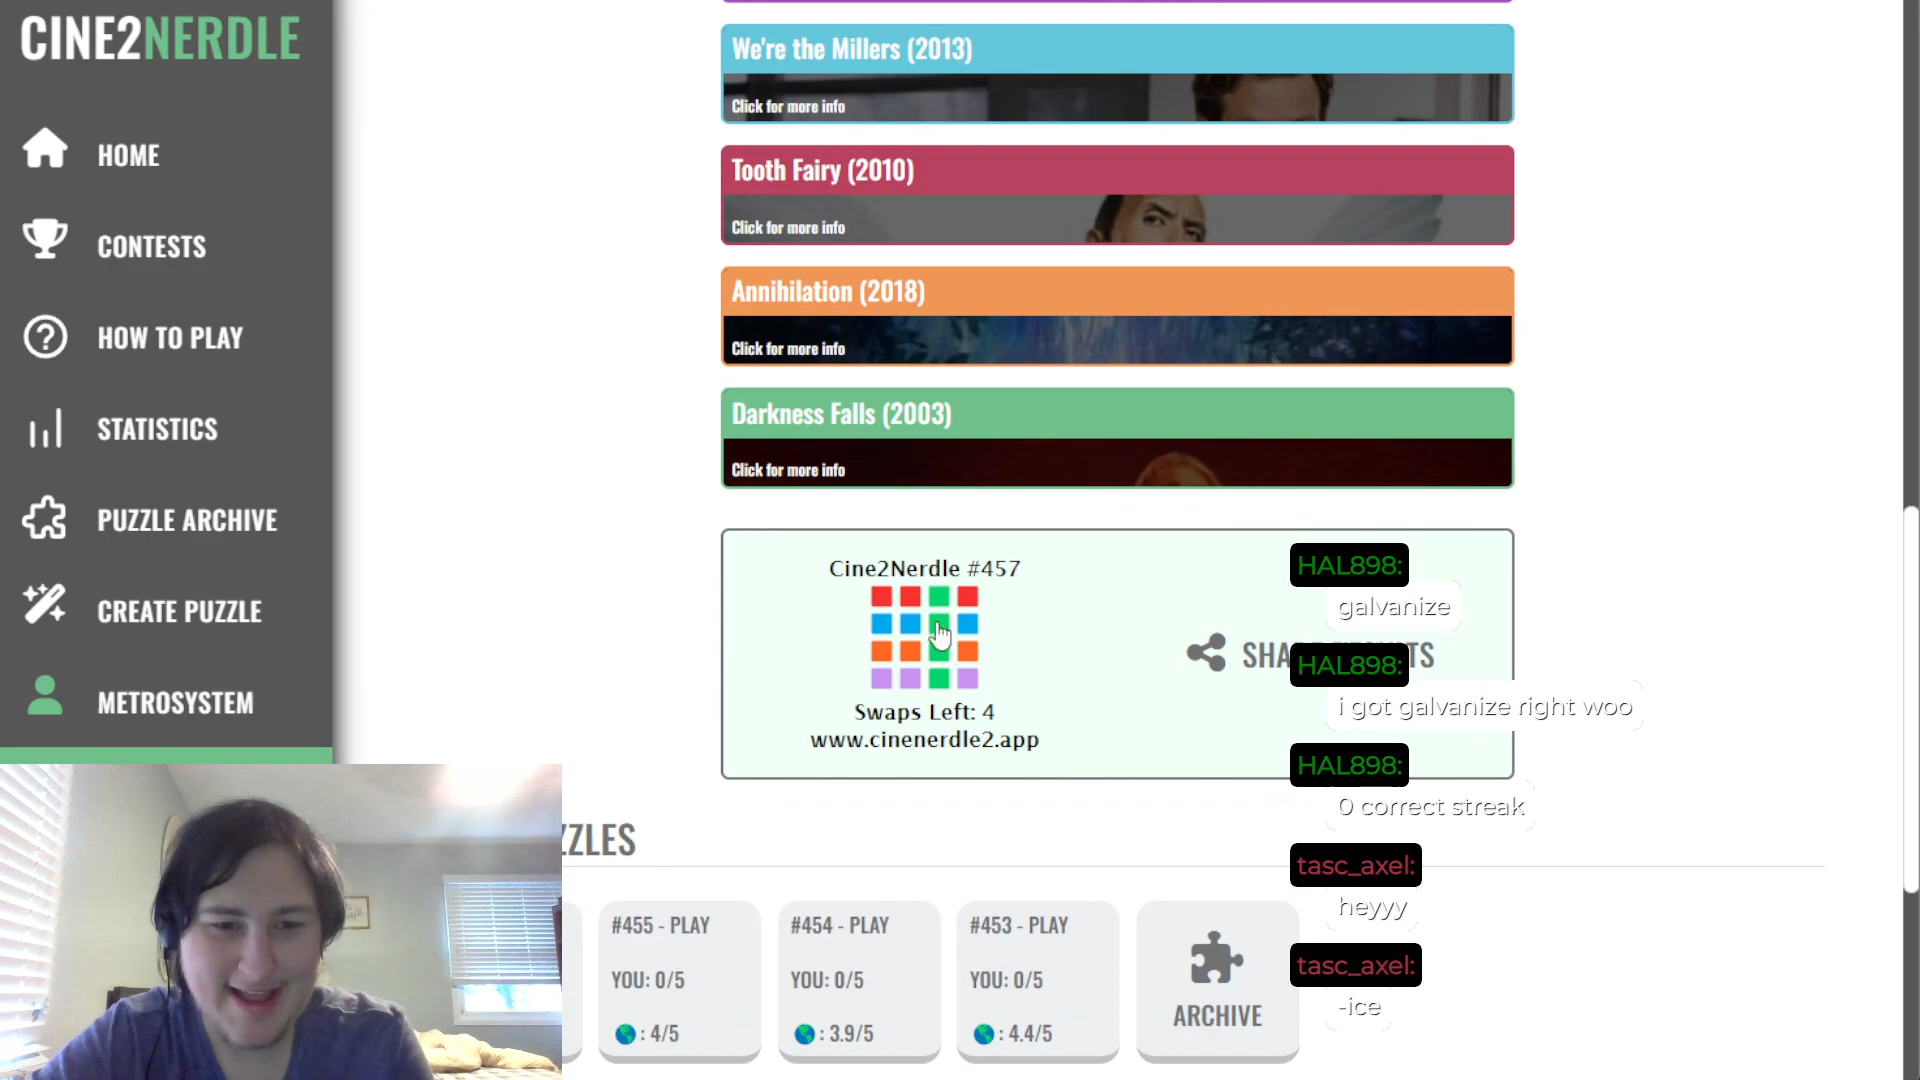 CINE2NERDLE
HOME
CONTESTS
HOW TO PLAY
STATISTICS
PUZZLE ARCHIVE
CREATE PUZZLE
METROSYSTEM
We're the Millers (2013)
Click for more info
Tooth Fairy (2010)
Click for more info
Annihilation (2018)
Click for more info
Darkness Falls (2003)
Click for more info
Cine2Nerdle #457
Swaps Left: 4
www.cinenerdle2.app
HAL898:
galvanize
HAL898:
i got galvanize right woo
HAL898:
0 correct streak
tasc_axel:
heyyy
tasc_axel:
-ice
#455 - PLAY
YOU: 0/5
: 4/5
#454 - PLAY
YOU: 0/5
: 3.9/5
#453 - PLAY
YOU: 0/5
: 4.4/5
ARCHIVE